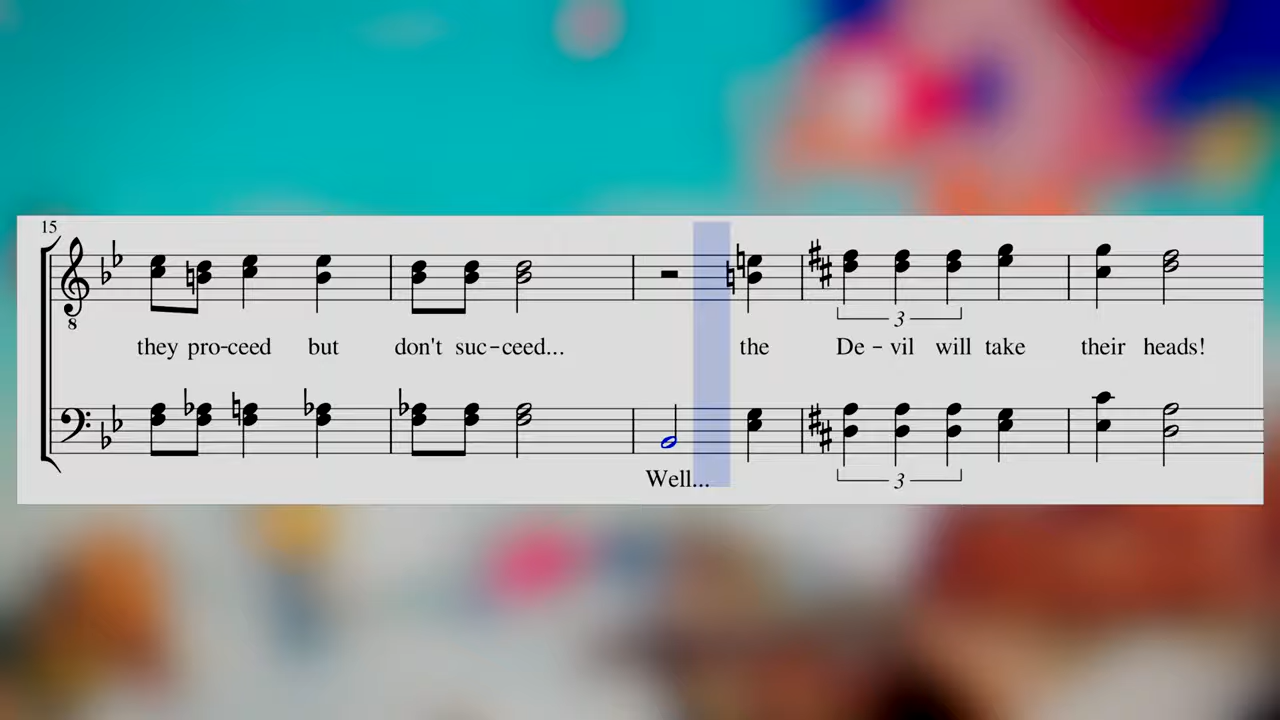 15
8
3
they pro-ceed but don't suc-ceed... the De-vil will take their heads!
3
Well...